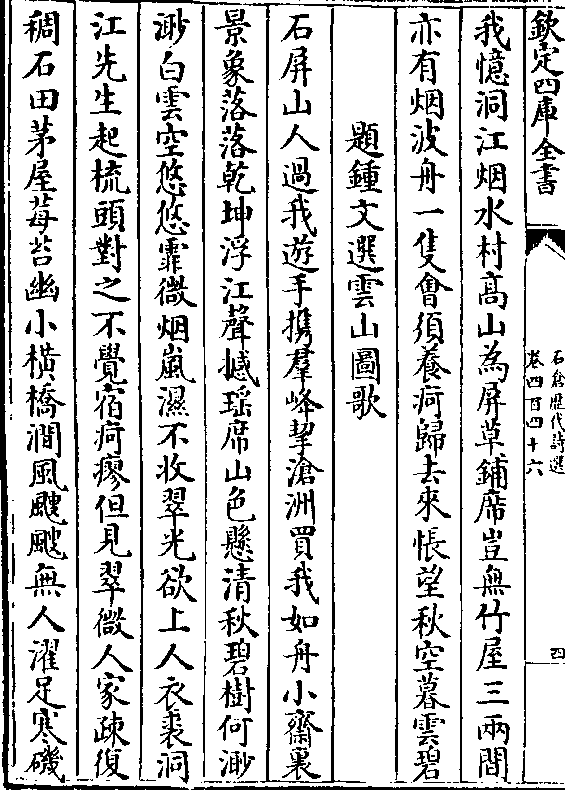 欽定四庫全書
石倉歷代詩選
卷四百四十六
四
我憶洞江烟水村髙山為屏草鋪席豈無竹屋三兩間
亦有烟波舟一隻會須養疴歸去來悵望秋空暮雲碧
題鍾文選雲山圖歌
石屏山人過我遊手携羣峰挈滄洲買我如舟小齋裏
景象落落乾坤浮江聲撼瑶席山色懸清秋碧樹何渺
渺白雲空悠悠霏微烟嵐濕不收翠光欲上人衣裘洞
江先生起梳頭對之不覺宿疴瘳但見翠微人家疎復
稠石田茅屋莓苔幽小橫橋澗風颼颼無人濯足寒磯